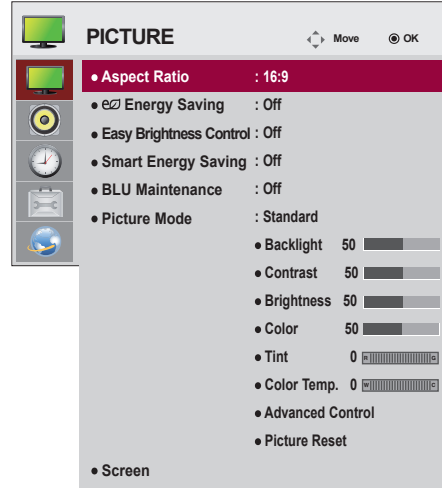 PICTURE Move OK
• Aspect Ratio : 16:9
• Energy Saving : Off
• Easy Brightness Control : Off
• Smart Energy Saving : Off
• BLU Maintenance : Off
• Picture Mode : Standard
• Backlight 50
• Contrast 50
• Brightness 50
• Color 50
• Tint 0 R G
• Color Temp. 0 W C
• Advanced Control
• Picture Reset
• Screen